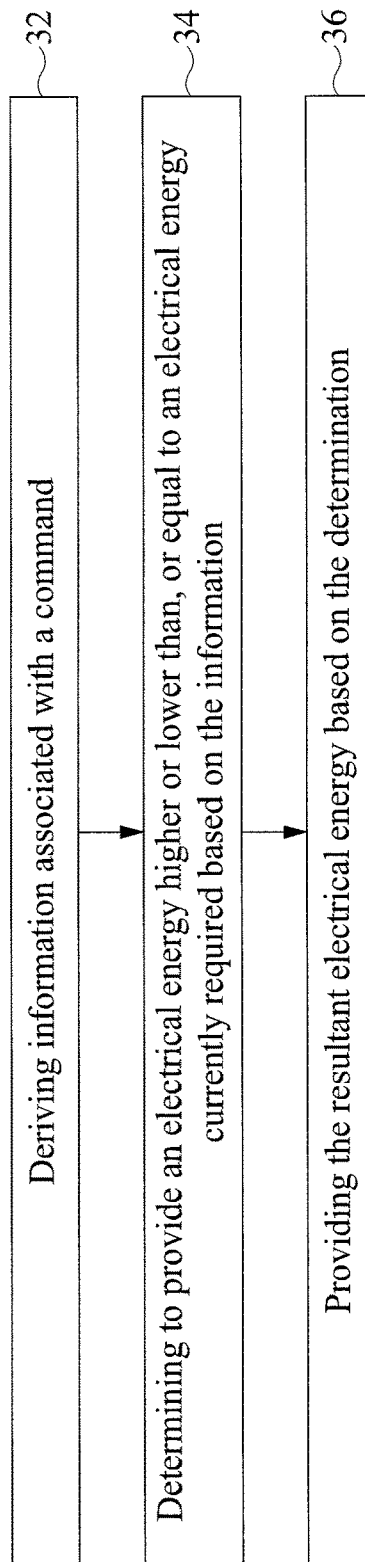 Deriving information associated with a command
32
Determining to provide an electrical energy higher or lower than, or equal to an electrical energy
currently required based on the information
34
Providing the resultant electrical energy based on the determination
36